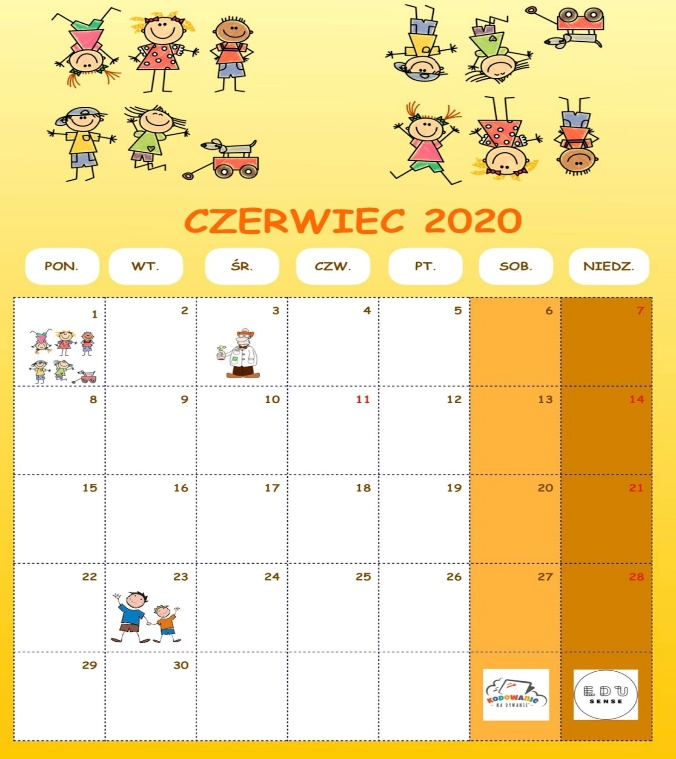 CZERWIEC 2020
PON. WT. ŚR. CZW. PT. SOB. NIEDZ.
1 2 3 4 5 6 7
8 9 10 11 12 13 14
15 16 17 18 19 20 21
22 23 24 25 26 27 28
29 30
KODOWANIE
- NA DYWANIE -
EDU
SENSE